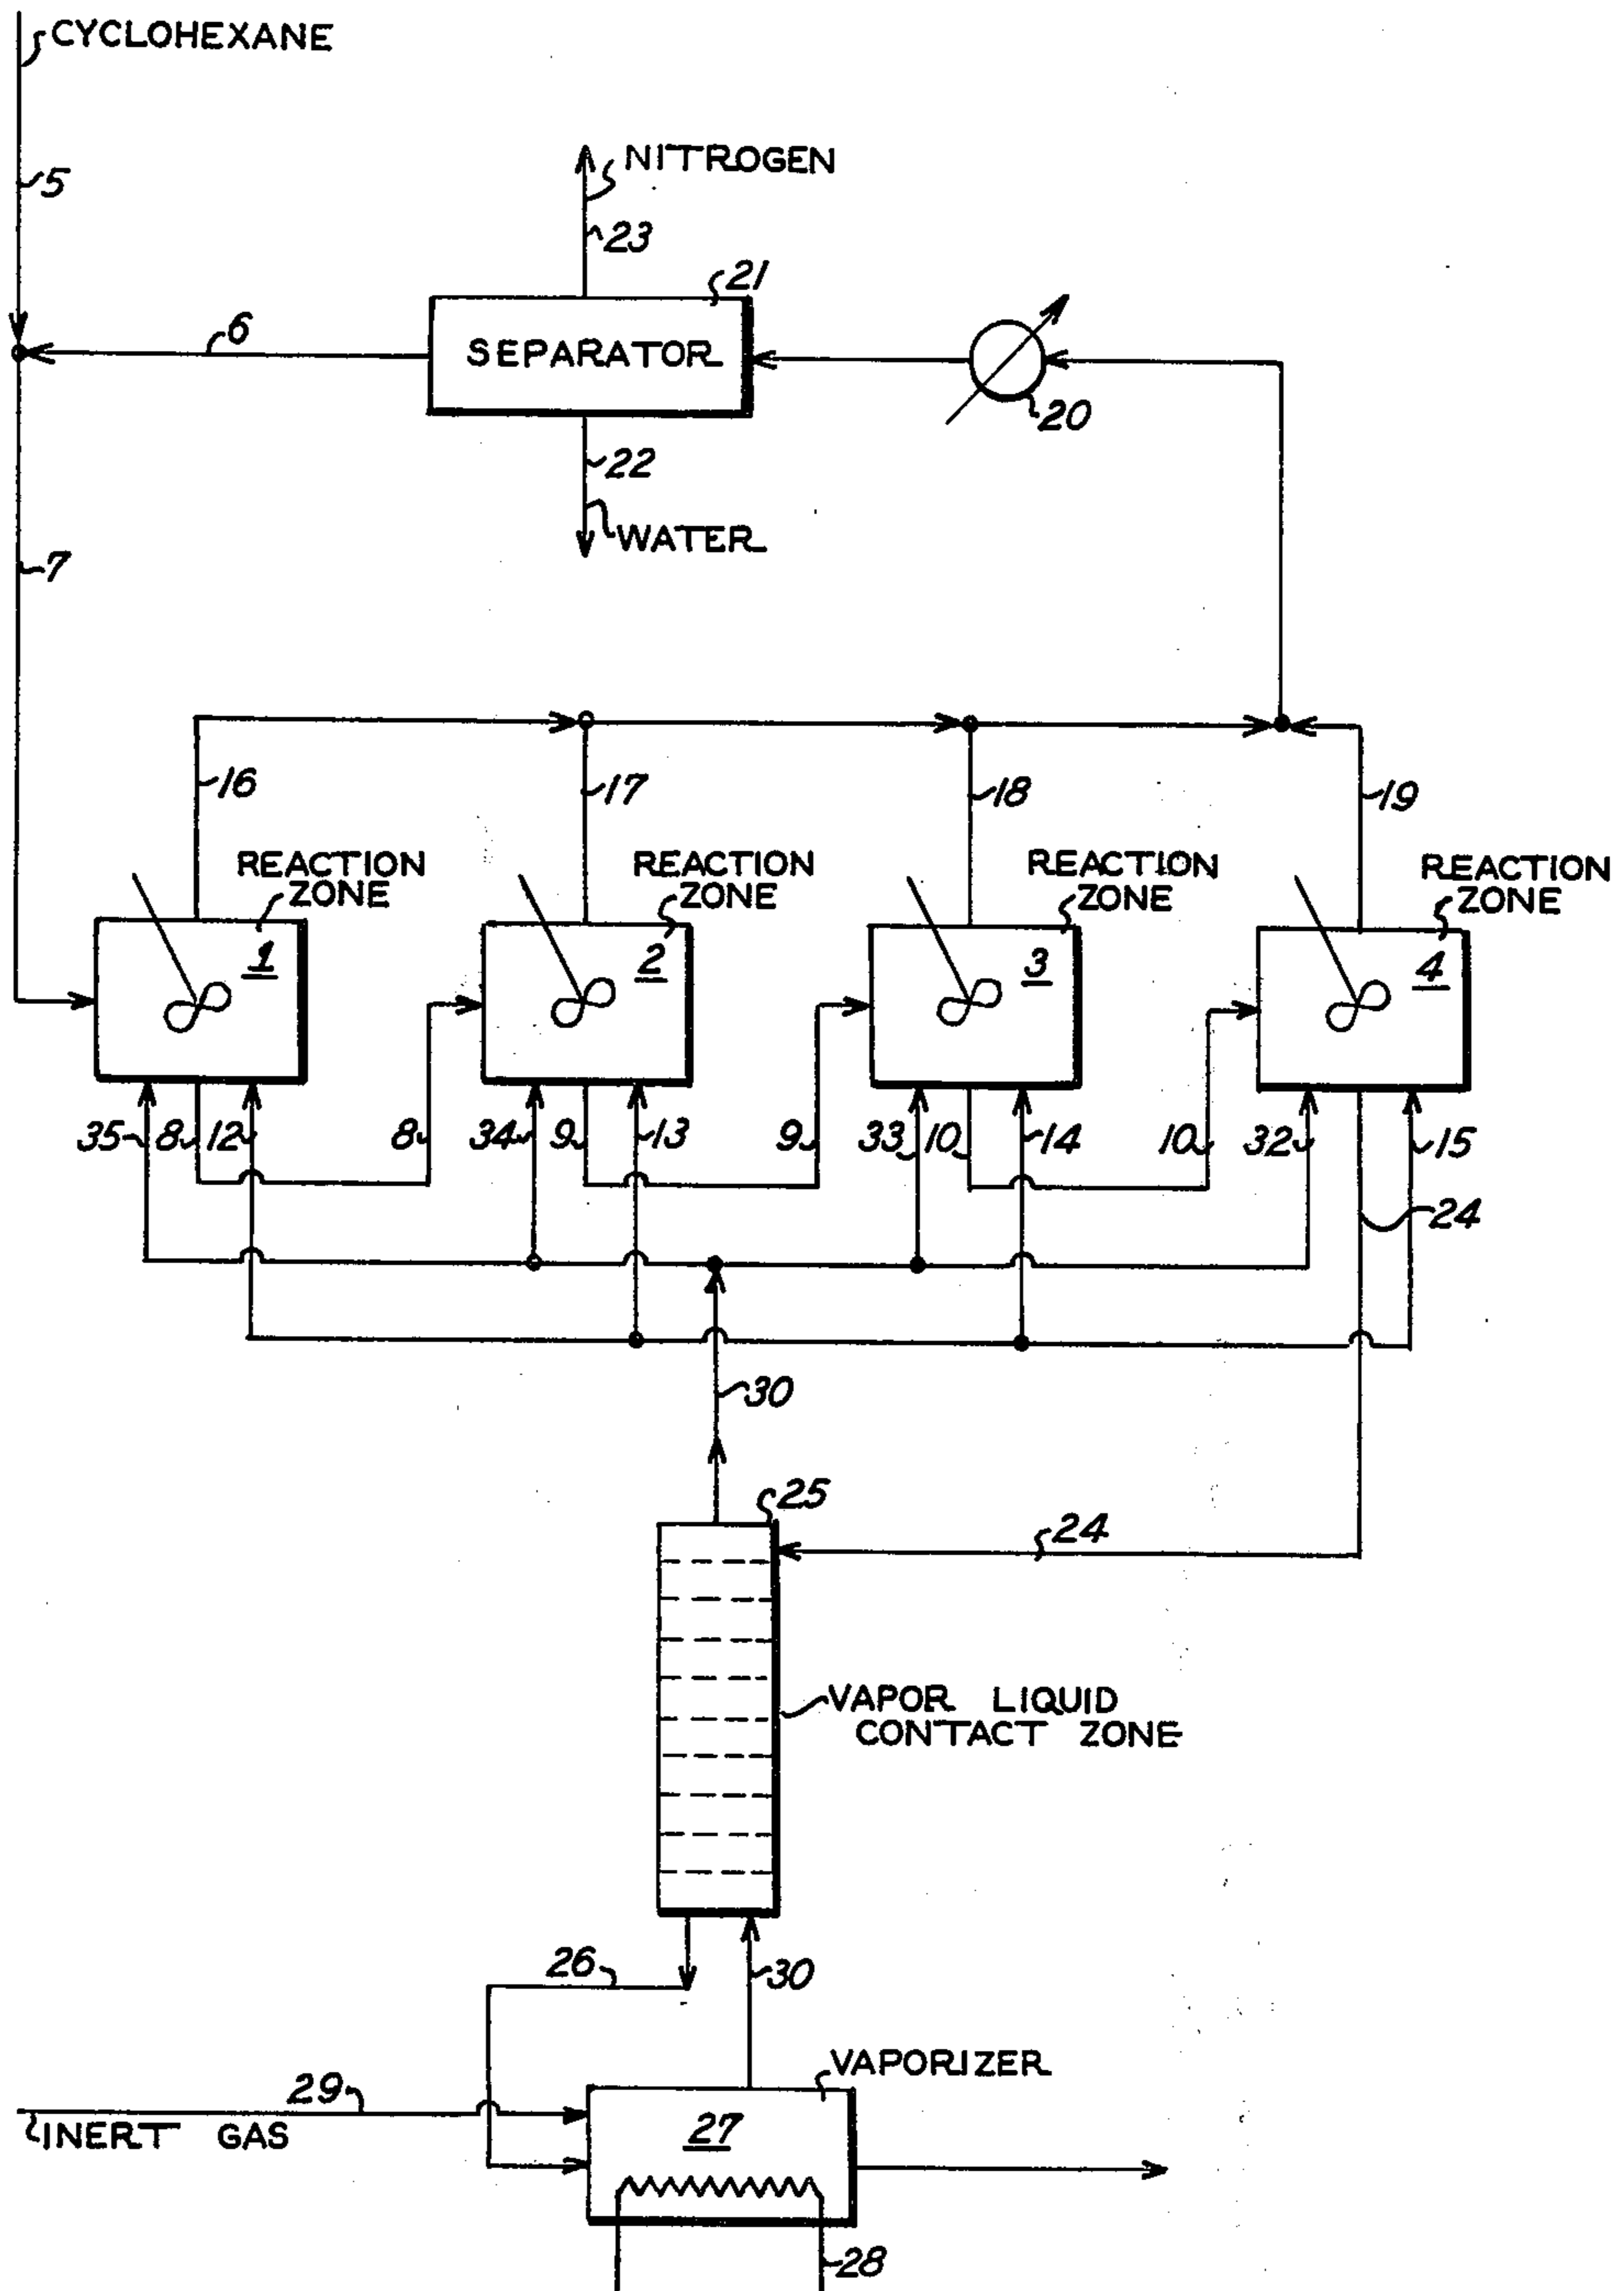 CYCLOHEXANE
5
NITROGEN
23
21
6
SEPARATOR
20
22
WATER
7
16
17
18
19
REACTION
ZONE
REACTION
ZONE
REACTION
ZONE
REACTION
ZONE
1
2
3
4
35
8
12
8
34
9
13
9
33
10
14
10
32
15
24
30
25
24
VAPOR LIQUID
CONTACT ZONE
26
30
VAPORIZER
29
INERT GAS
27
28